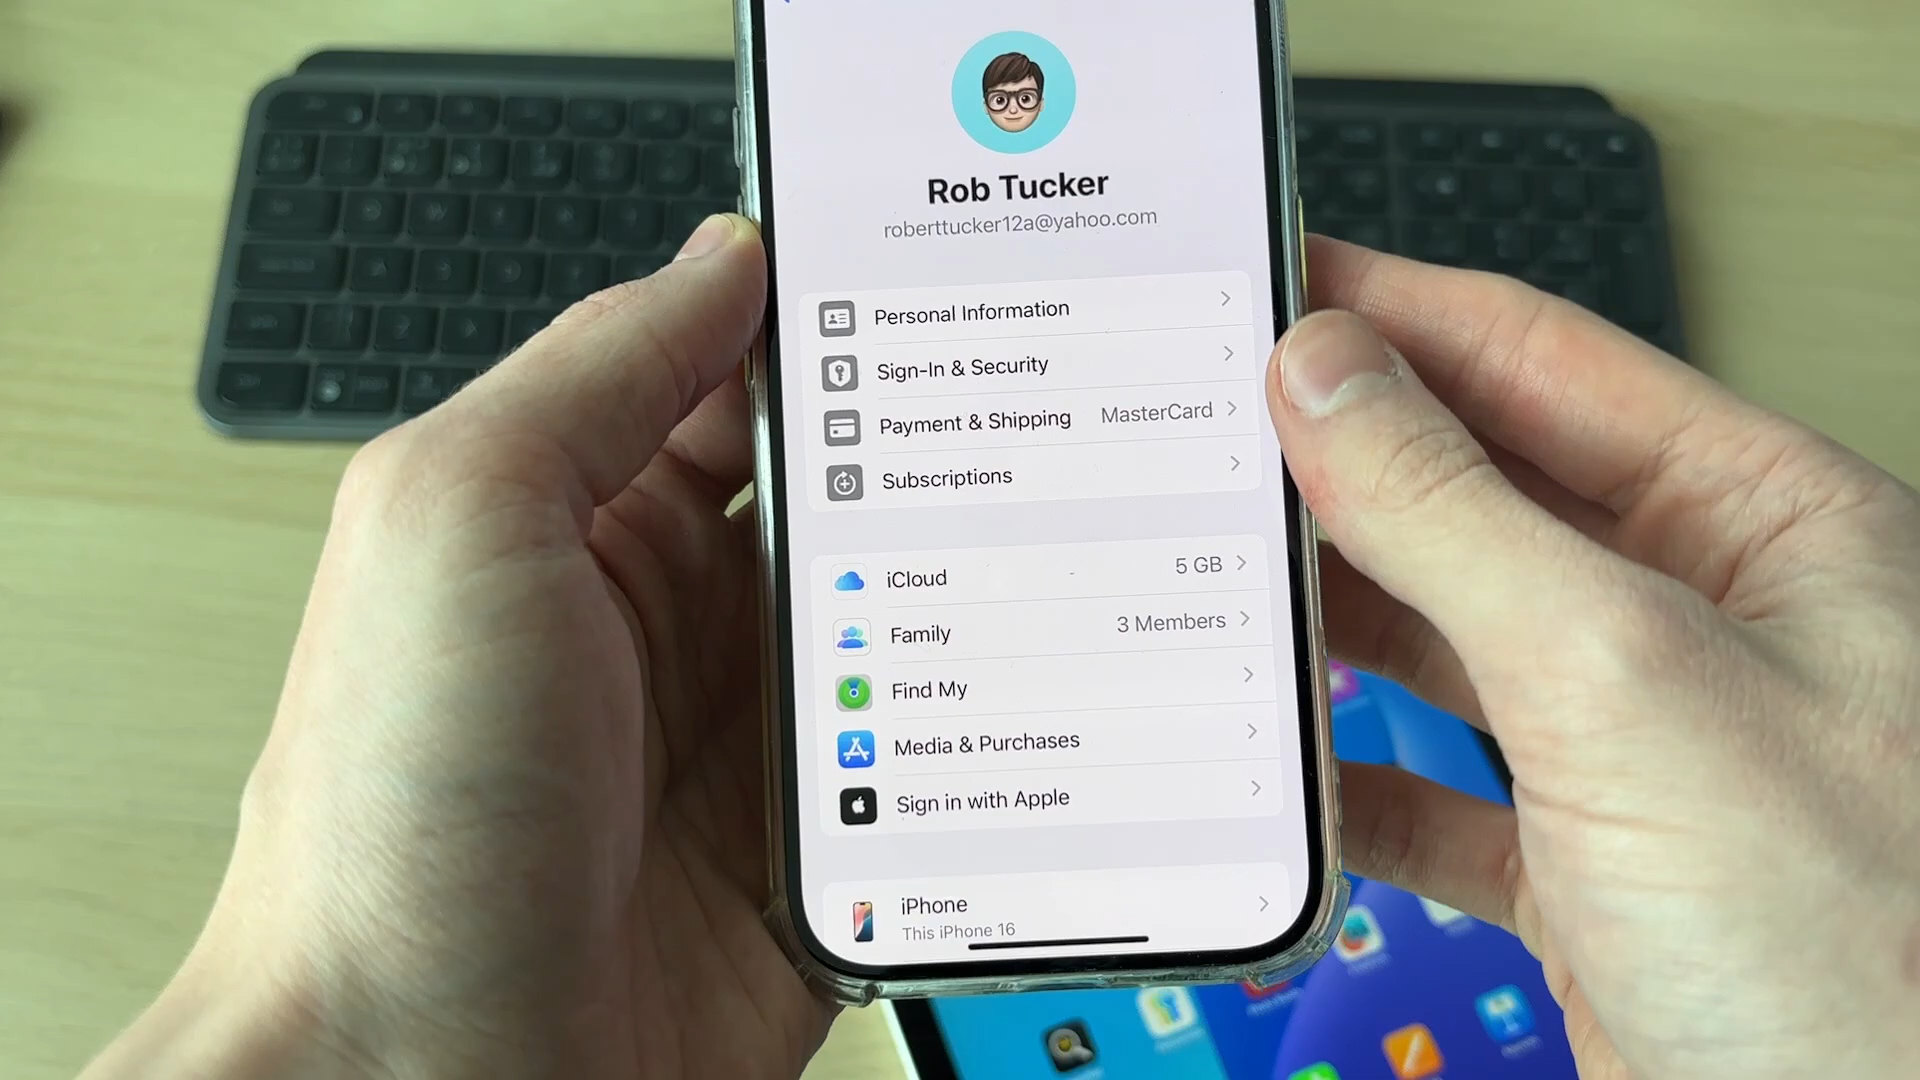 Rob Tucker
roberttucker12a@yahoo.com
Personal Information
Sign-In & Security
Payment & Shipping MasterCard
Subscriptions
iCloud 5 GB
Family 3 Members
Find My
Media & Purchases
Sign in with Apple
iPhone
This iPhone 16